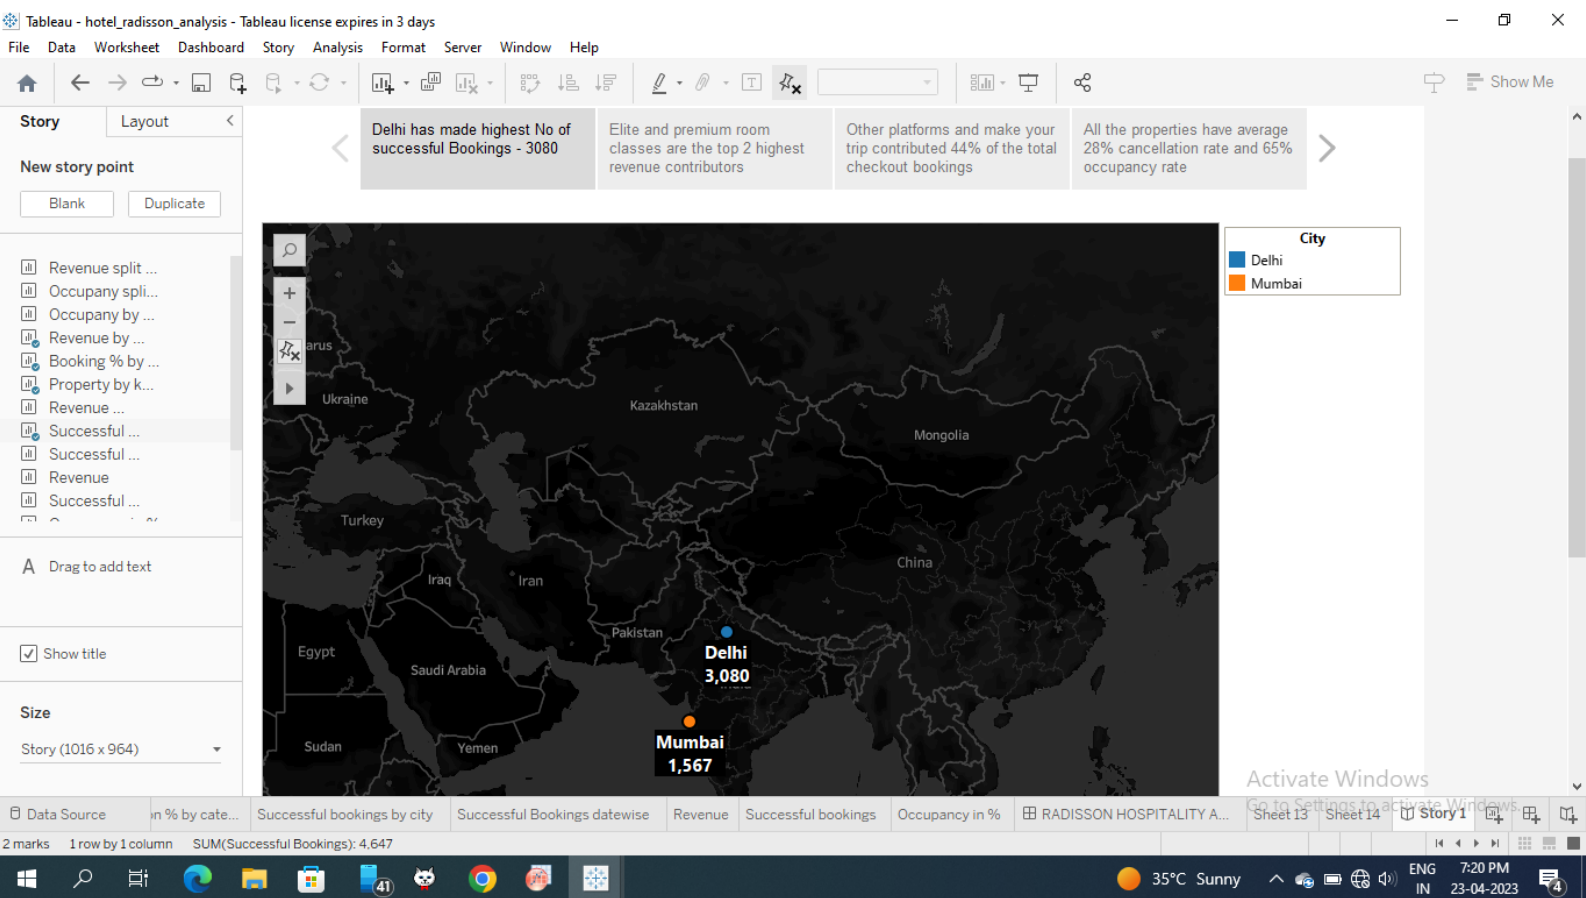 Tableau - hotel_radisson_analysis - Tableau license expires in 3 days
File Data Worksheet Dashboard Story Analysis Format Server Window Help
Show Me
Story Layout
New story point
Blank Duplicate
Revenue split ...
Occupany spli...
Occupany by ...
Revenue by ...
Booking % by ...
Property by k...
Revenue ...
Successful ...
Successful ...
Revenue
Successful ...
A Drag to add text
Show title
Size
Story (1016 x 964)
Delhi has made highest No of
successful Bookings - 3080
Elite and premium room
classes are the top 2 highest
revenue contributors
Other platforms and make your
trip contributed 44% of the total
checkout bookings
All the properties have average
28% cancellation rate and 65%
occupancy rate
City
Delhi
Mumbai
arus
Ukraine
Kazakhstan
Mongolia
Turkey
China
Iraq
Iran
Pakistan
Egypt
Saudi Arabia
Delhi
3,080
India
Mumbai
1,567
Sudan
Yemen
Activate Windows
Go to Settings to activate Windows.
Data Source n % by cate... Successful bookings by city Successful Bookings datewise Revenue Successful bookings Occupancy in % RADISSON HOSPITALITY A... Sheet 13 Sheet 14 Story 1
2 marks 1 row by 1 column SUM(Successful Bookings): 4,647
41
35°C Sunny
ENG
IN
7:20 PM
23-04-2023
4